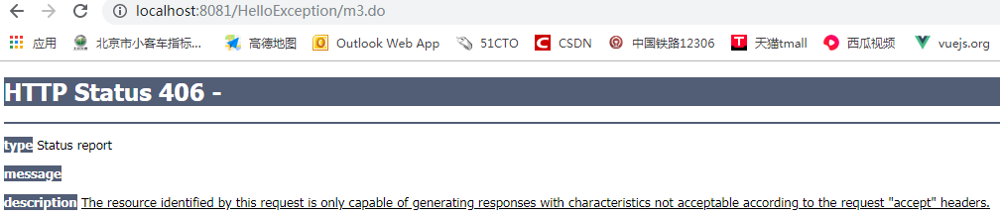 localhost:8081/HelloException/m3.do
应用 北京市小客车指标... 高德地图 Outlook Web App 51CTO CSDN 中国铁路12306 天猫tmall 西瓜视频 vuejs.org
HTTP Status 406 -
type Status report
message
description The resource identified by this request is only capable of generating responses with characteristics not acceptable according to the request "accept" headers.